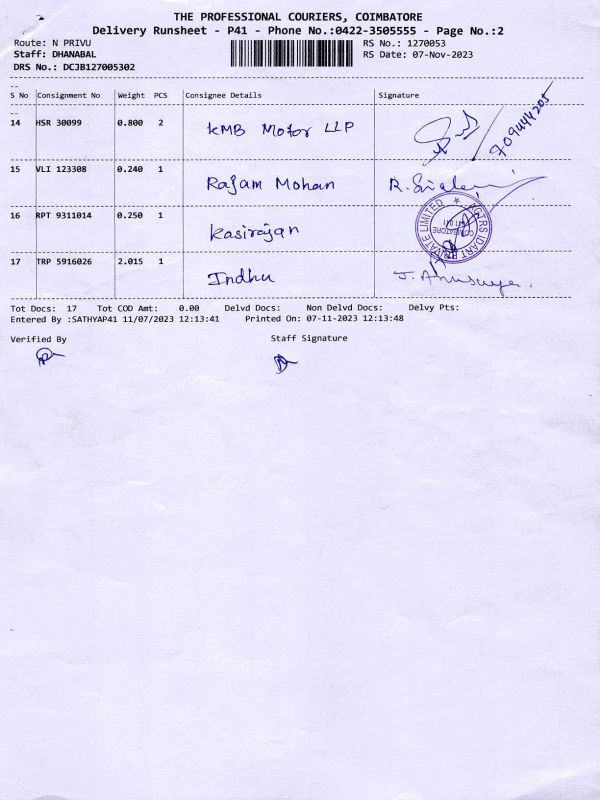 THE PROFESSIONAL COURIERS, COIMBATORE
Delivery Runsheet - P41 - Phone No.:0422-3505555 - Page No.:2
Route: N PRIVU RS No.: 1270053
Staff: DHANABAL RS Date: 07-Nov-2023
DRS No.: DCJB127005302
S No Consignment No Weight PCS Consignee Details Signature
14 HSR 30099 0.800 2 KMB Motor LLP
15 VLI 123308 0.240 1 Rajam Mohan
16 RPT 9311014 0.250 1 Kasirajan
17 TRP 5916026 2.015 1 Indhu J. Anusuya.
Tot Docs: 17 Tot COD Amt: 0.00 Delvd Docs: Non Delvd Docs: Delvy Pts:
Entered By :SATHYAP41 11/07/2023 12:13:41 Printed On: 07-11-2023 12:13:48
Verified By Staff Signature